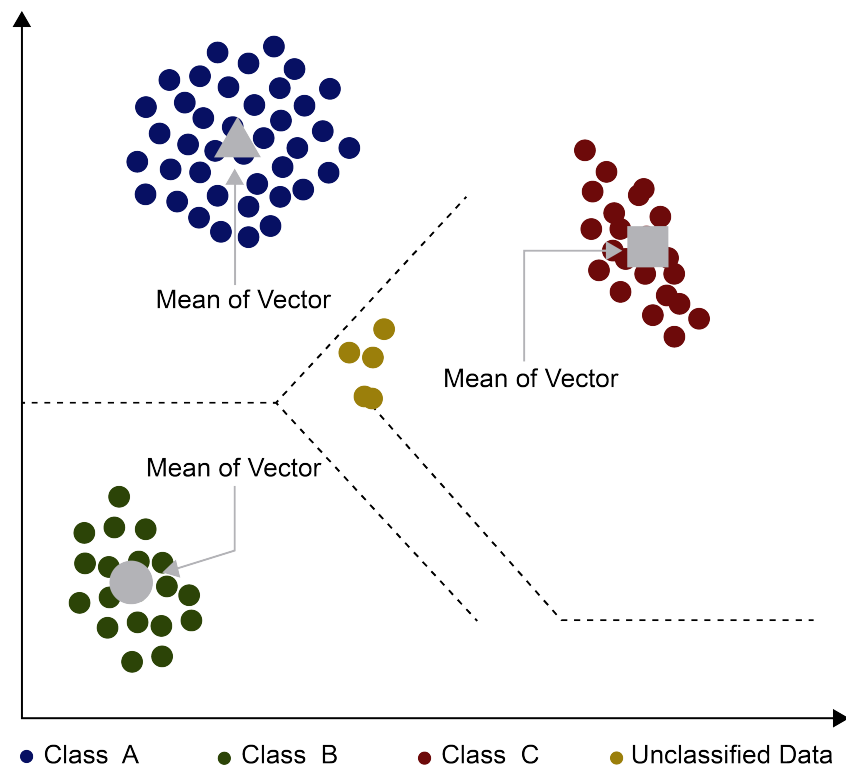 Mean of Vector
Mean of Vector
Mean of Vector
Class A
Class B
Class C
Unclassified Data